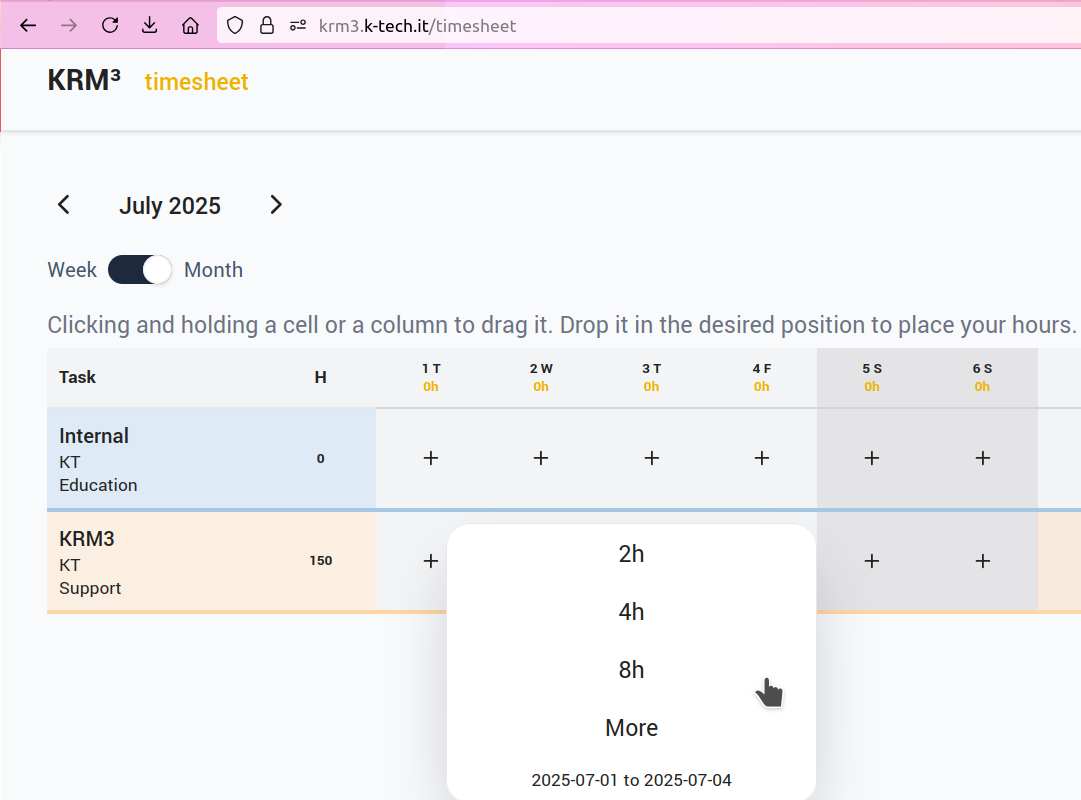 krm3.k-tech.it/timesheet
KRM³ timesheet
July 2025
Week Month
Clicking and holding a cell or a column to drag it. Drop it in the desired position to place your hours.
Task H 1 T 2 W 3 T 4 F 5 S 6 S
0h 0h 0h 0h 0h 0h
Internal
KT
Education
0 + + + + + +
KRM3
KT
Support
150 + + +
2h
4h
8h
More
2025-07-01 to 2025-07-04